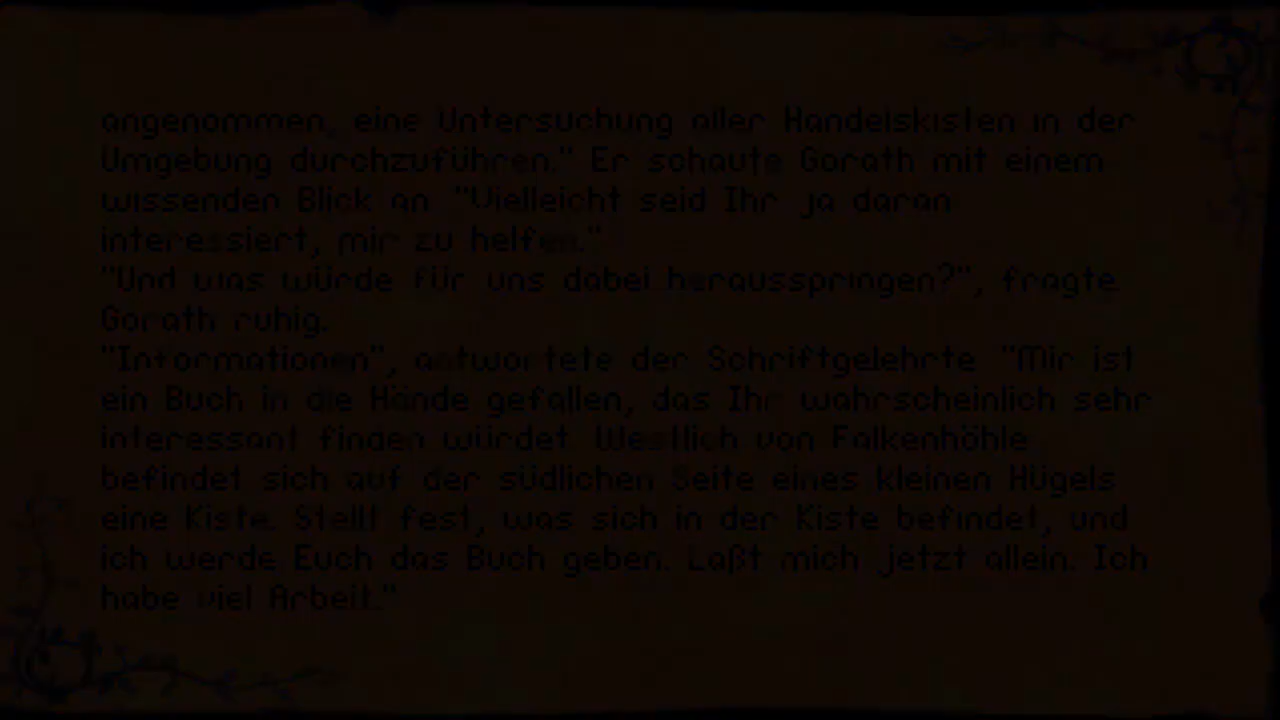 angenommen, eine Untersuchung aller Handelskisten in der
Umgebung durchzuführen." Er schaute Gorath mit einem
wissenden Blick an. "Vielleicht seid Ihr ja daran
interessiert, mir zu helfen."
"Und was würde für uns dabei herausspringen?", fragte
Gorath ruhig.
"Informationen", antwortete der Schriftgelehrte. "Mir ist
ein Buch in die Hände gefallen, das Ihr wahrscheinlich sehr
interessant finden würdet. Westlich von Falkenhöhle
befindet sich auf der südlichen Seite eines kleinen Hügels
eine Kiste. Stellt fest, was sich in der Kiste befindet, und
ich werde Euch das Buch geben. Laßt mich jetzt allein. Ich
habe viel Arbeit."